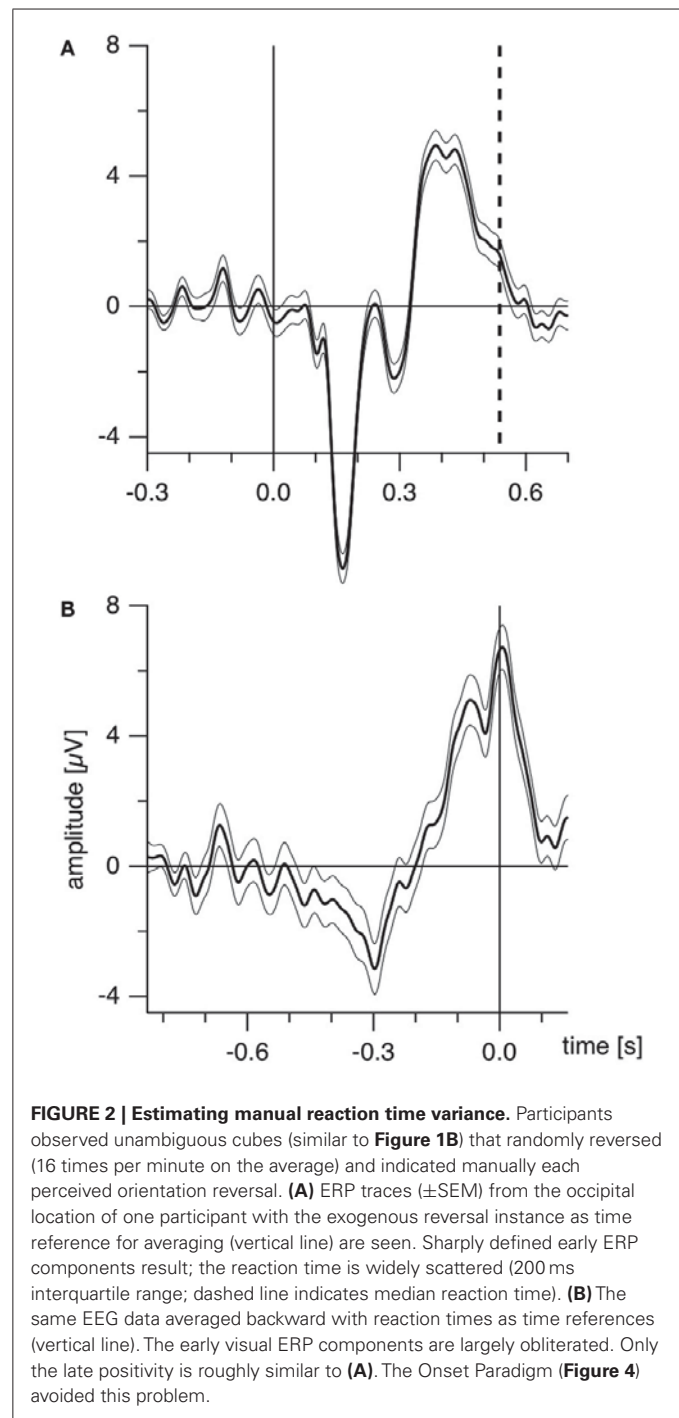 A
8
4
0
-4
-0.3 0.0 0.3 0.6
B
8
4
0
-4
amplitude [µV]
-0.6 -0.3 0.0 time [s]
FIGURE 2 | Estimating manual reaction time variance. Participants
observed unambiguous cubes (similar to Figure 1B) that randomly reversed
(16 times per minute on the average) and indicated manually each
perceived orientation reversal. (A) ERP traces (±SEM) from the occipital
location of one participant with the exogenous reversal instance as time
reference for averaging (vertical line) are seen. Sharply defined early ERP
components result; the reaction time is widely scattered (200 ms
interquartile range; dashed line indicates median reaction time). (B) The
same EEG data averaged backward with reaction times as time references
(vertical line). The early visual ERP components are largely obliterated. Only
the late positivity is roughly similar to (A). The Onset Paradigm (Figure 4)
avoided this problem.